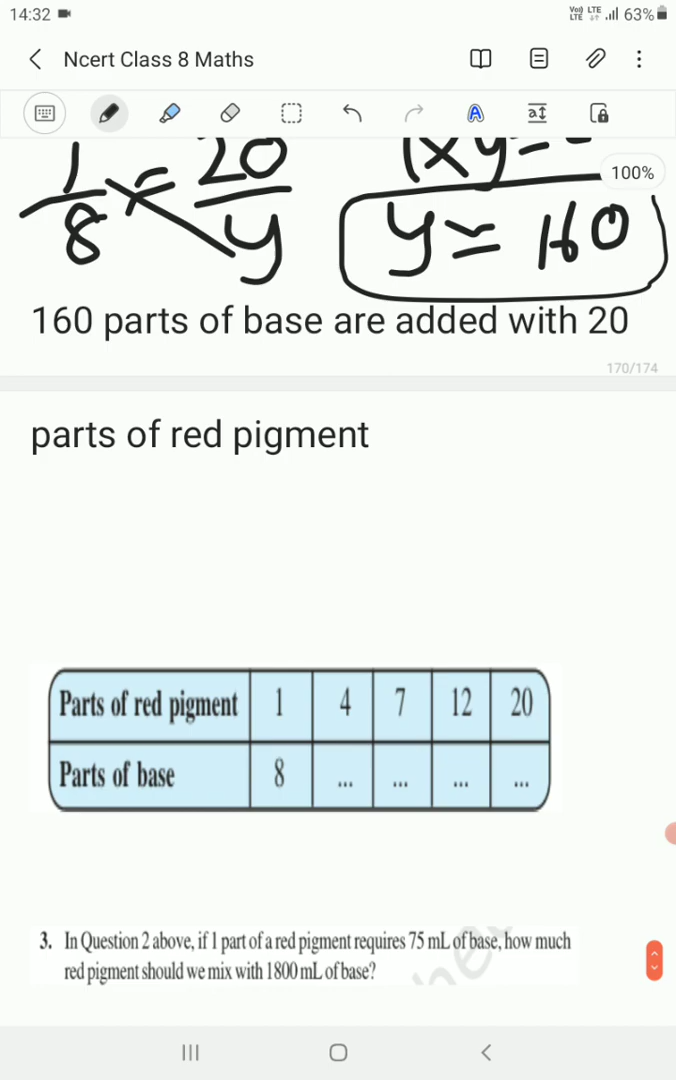 14:32 Vo) LTE LTE 63%
Ncert Class 8 Maths
100%
1/8 = 20/y
y = 160
160 parts of base are added with 20
170/174
parts of red pigment
Parts of red pigment 1 4 7 12 20
Parts of base 8 ... ... ... ...
3. In Question 2 above, if 1 part of a red pigment requires 75 mL of base, how much
red pigment should we mix with 1800 mL of base?